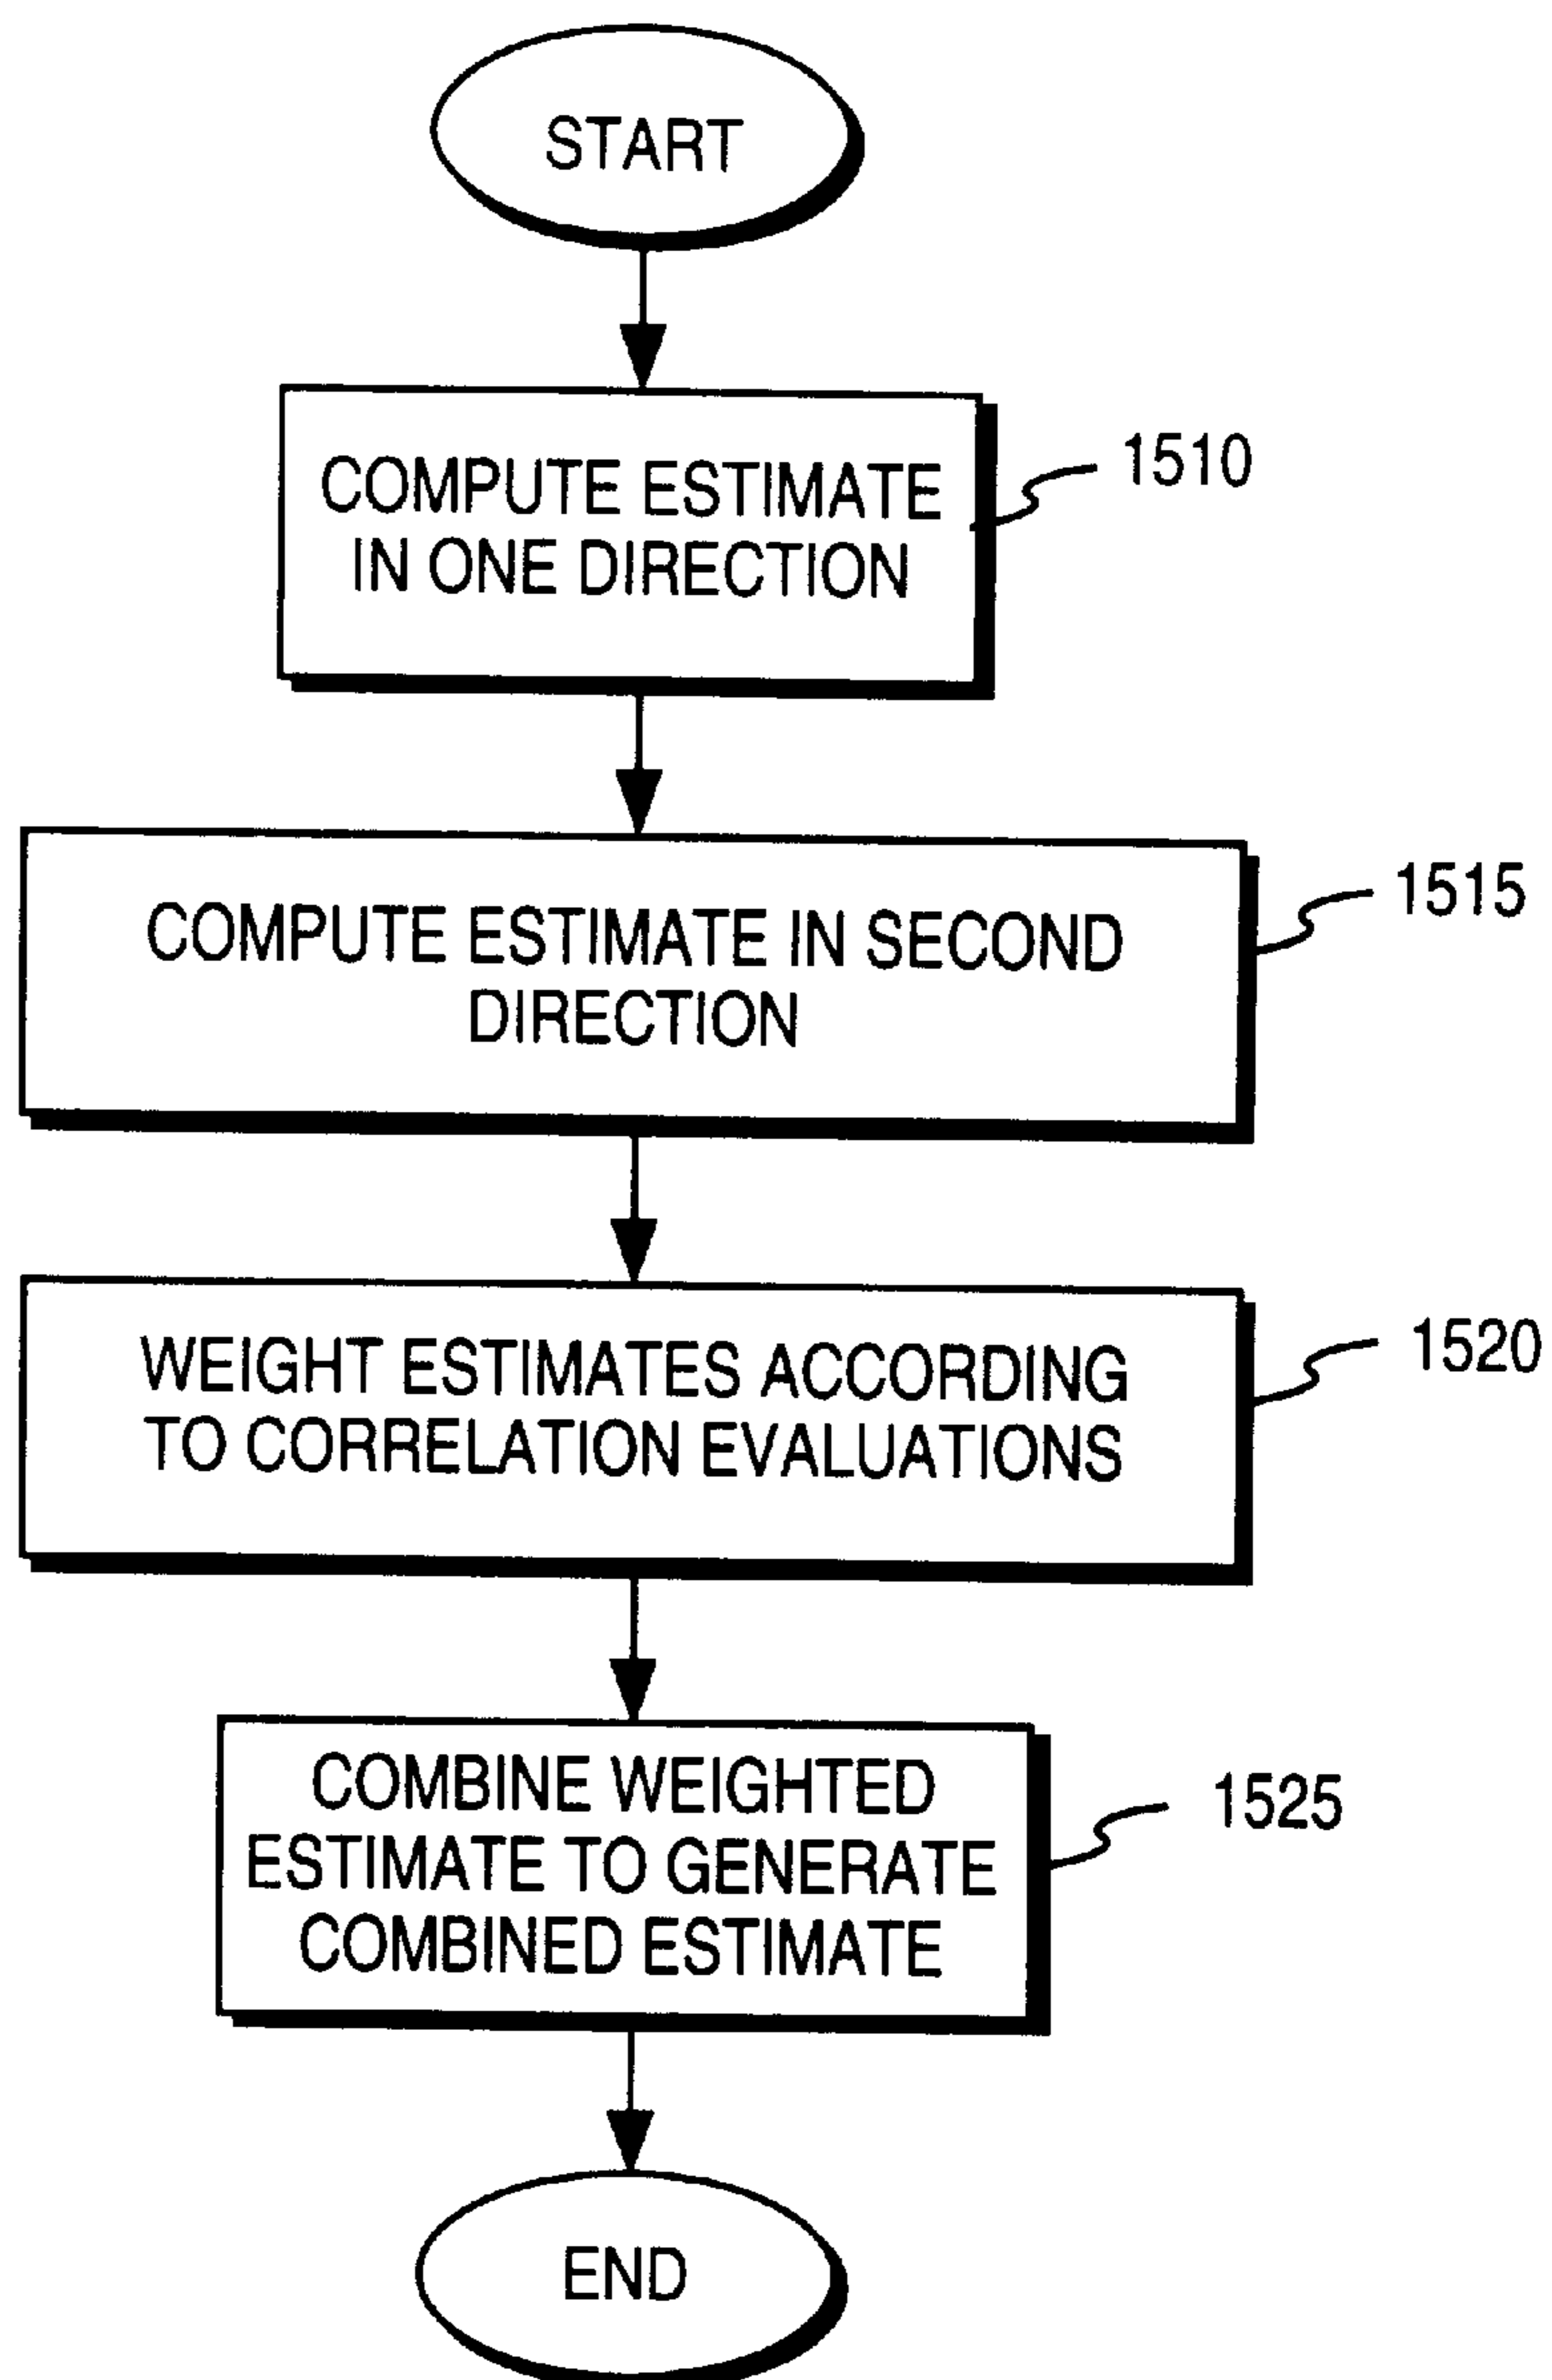 START
COMPUTE ESTIMATE
IN ONE DIRECTION
1510
COMPUTE ESTIMATE IN SECOND
DIRECTION
1515
WEIGHT ESTIMATES ACCORDING
TO CORRELATION EVALUATIONS
1520
COMBINE WEIGHTED
ESTIMATE TO GENERATE
COMBINED ESTIMATE
1525
END